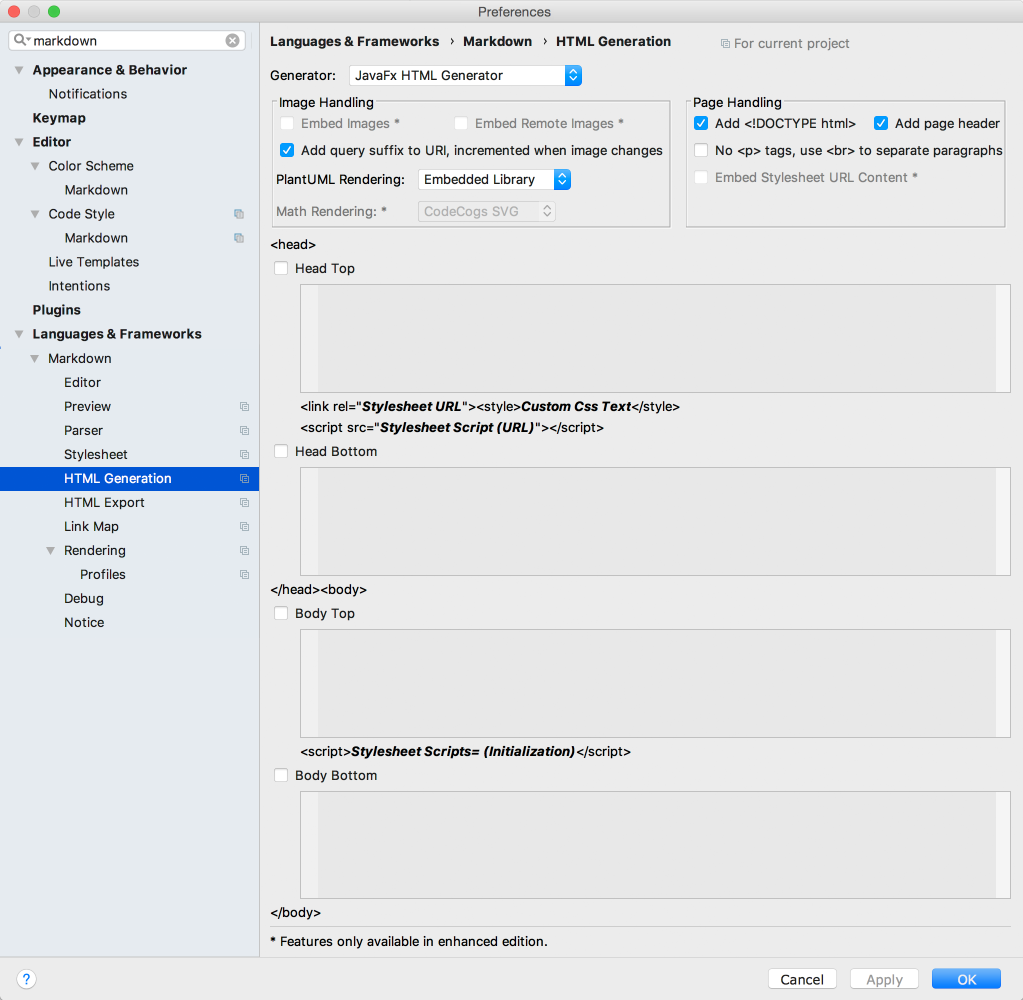 Preferences
markdown
Appearance & Behavior
Notifications
Keymap
Editor
Color Scheme
Markdown
Code Style
Markdown
Live Templates
Intentions
Plugins
Languages & Frameworks
Markdown
Editor
Preview
Parser
Stylesheet
HTML Generation
HTML Export
Link Map
Rendering
Profiles
Debug
Notice
Languages & Frameworks › Markdown › HTML Generation For current project
Generator: JavaFx HTML Generator
Image Handling
Embed Images * Embed Remote Images *
Add query suffix to URI, incremented when image changes
PlantUML Rendering: Embedded Library
Math Rendering: * CodeCogs SVG
Page Handling
Add <!DOCTYPE html> Add page header
No <p> tags, use <br> to separate paragraphs
Embed Stylesheet URL Content *
<head>
Head Top
<link rel="Stylesheet URL"><style>Custom Css Text</style>
<script src="Stylesheet Script (URL)"></script>
Head Bottom
</head><body>
Body Top
<script>Stylesheet Scripts= (Initialization)</script>
Body Bottom
</body>
* Features only available in enhanced edition.
? Cancel Apply OK